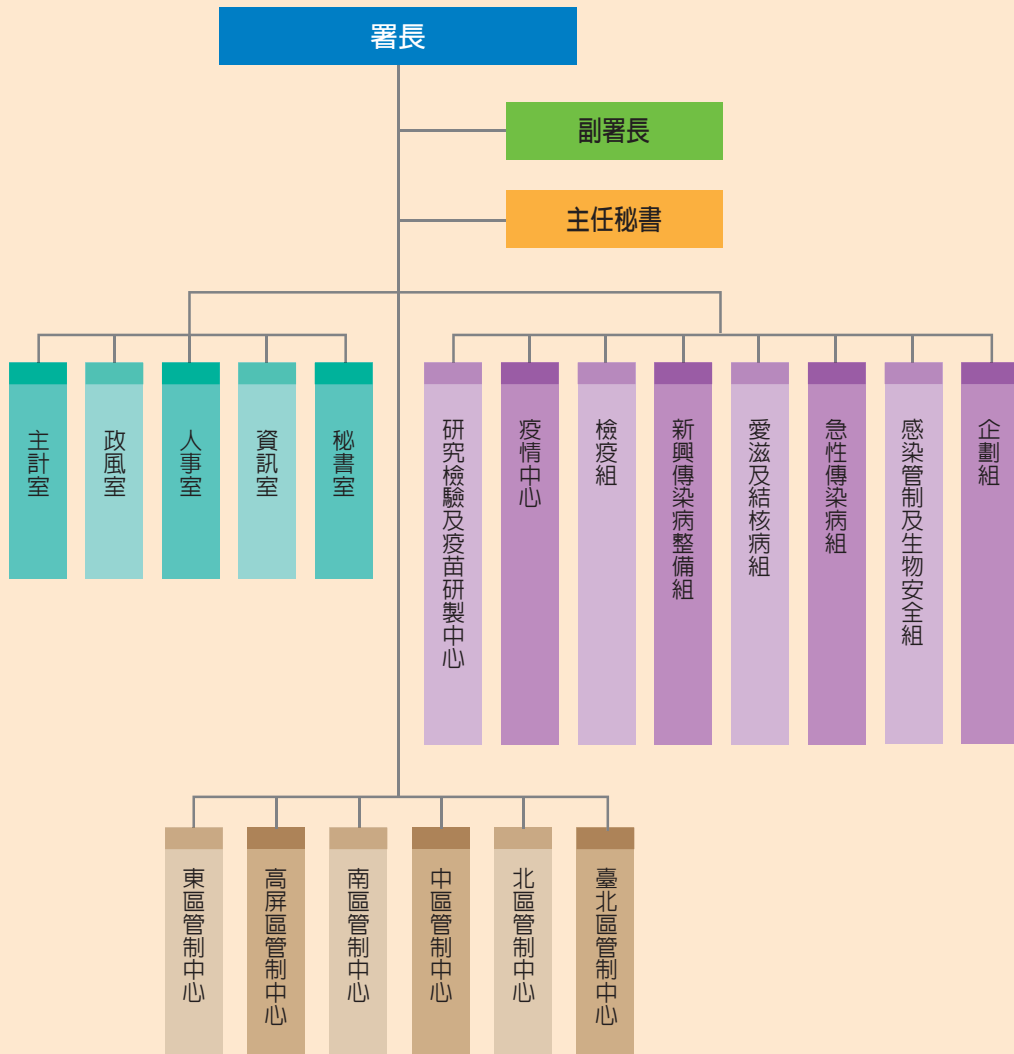 署長
副署長
主任秘書
主計室
政風室
人事室
資訊室
秘書室
研究檢驗及疫苗研製中心
疫情中心
檢疫組
新興傳染病整備組
愛滋及結核病組
急性傳染病組
感染管制及生物安全組
企劃組
東區管制中心
高屏區管制中心
南區管制中心
中區管制中心
北區管制中心
臺北區管制中心